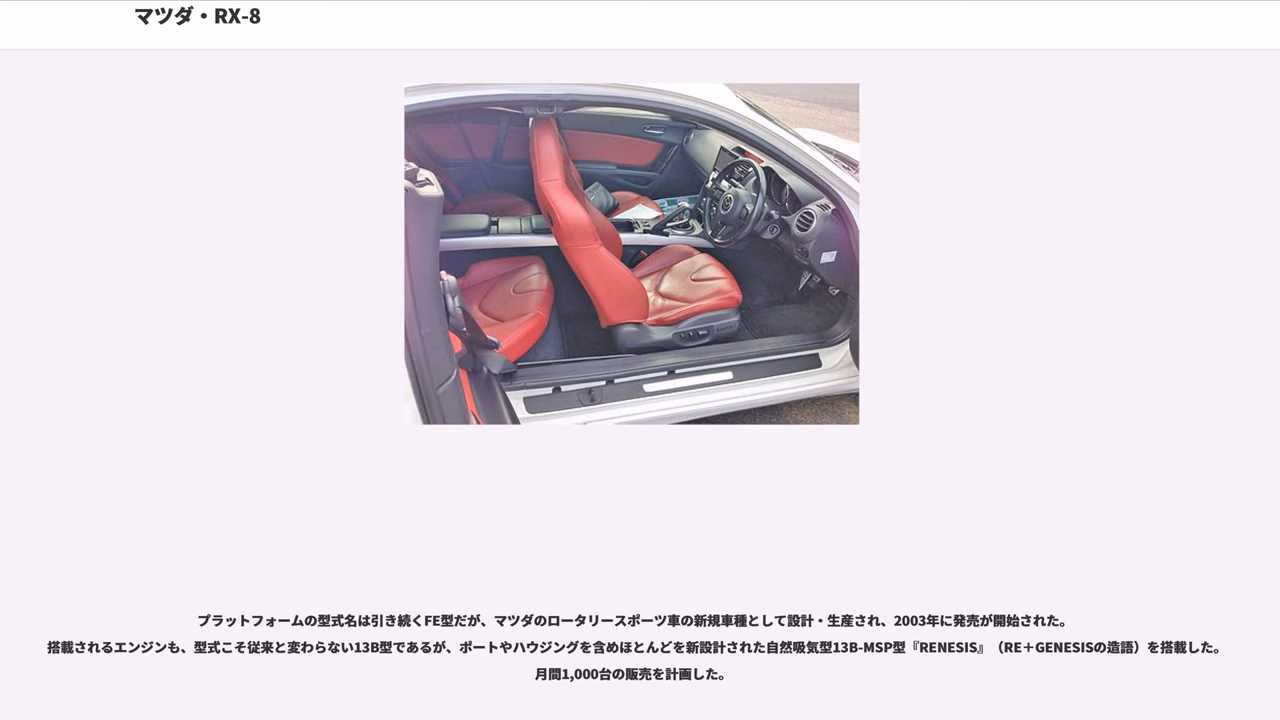 マツダ・RX-8
プラットフォームの型式名は引き続くFE型だが、マツダのロータリースポーツ車の新規車種として設計・生産され、2003年に発売が開始された。
搭載されるエンジンも、型式こそ従来と変わらない13B型であるが、ポートやハウジングを含めほとんどを新設計された自然吸気型13B-MSP型『RENESIS』（RE＋GENESISの造語）を搭載した。
月間1,000台の販売を計画した。